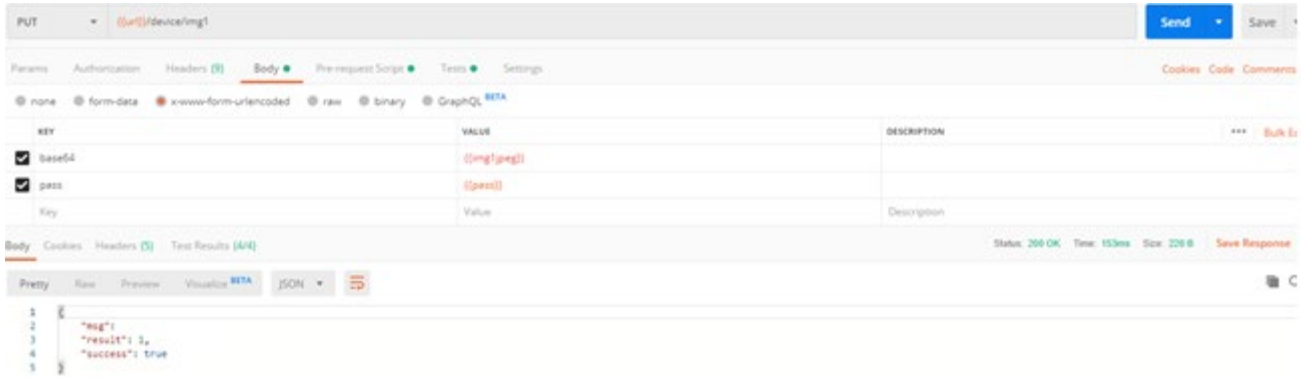 PUT {{url}}/device/img1 Send Save
Params Authorization Headers (9) Body Pre-request Script Tests Settings Cookies Code Comments
none form-data x-www-form-urlencoded raw binary GraphQL BETA
KEY VALUE DESCRIPTION ••• Bulk E
base64 {{img1jpeg}}
pass {{pass}}
Key Value Description
Body Cookies Headers (5) Test Results (4/4) Status: 200 OK Time: 153ms Size: 220 B Save Response
Pretty Raw Preview Visualize BETA JSON
1 {
2 "msg":
3 "result": 1,
4 "success": true
5 }